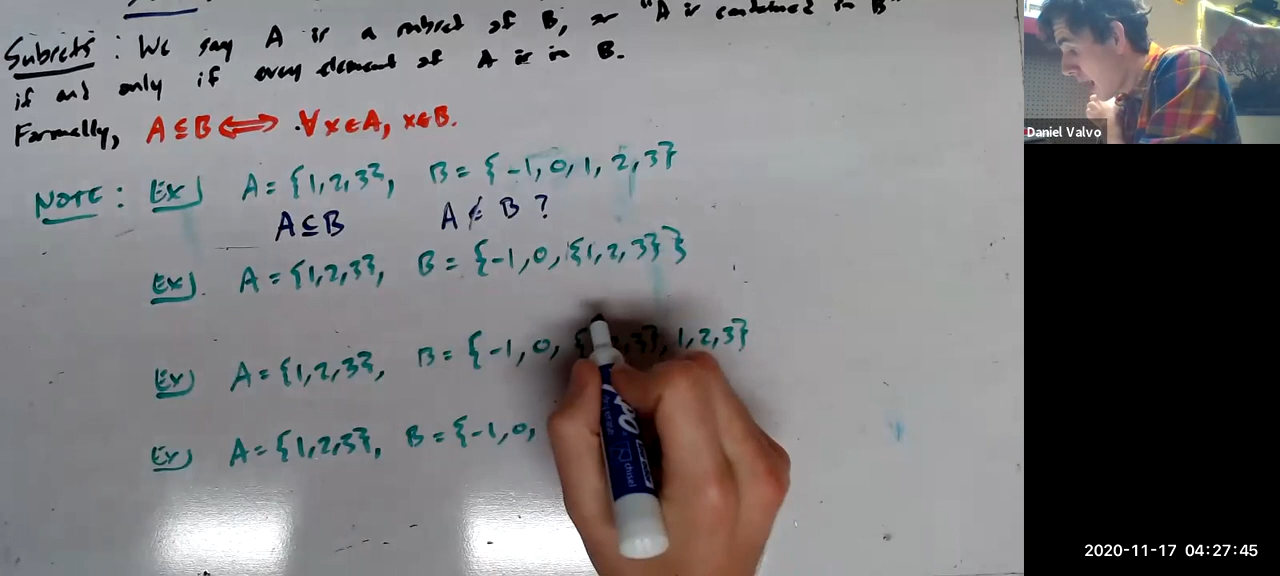 Subsets: We say A is a subset of B, or "A is contained in B"
if and only if every element of A is in B.
Formally, A ⊆ B ⟺ ∀ x ∈ A, x ∈ B.
NOTE: Ex) A = {1,2,3}, B = {-1, 0, 1, 2, 3}
A ⊆ B A ∉ B ?
Ex) A = {1,2,3}, B = {-1, 0, {1, 2, 3}}
Ex) A = {1,2,3}, B = {-1, 0, { 3}, 1, 2, 3}
Ex) A = {1,2,3}, B = {-1, 0,
Daniel Valvo
EXPO
chisel
2020-11-17 04:27:45